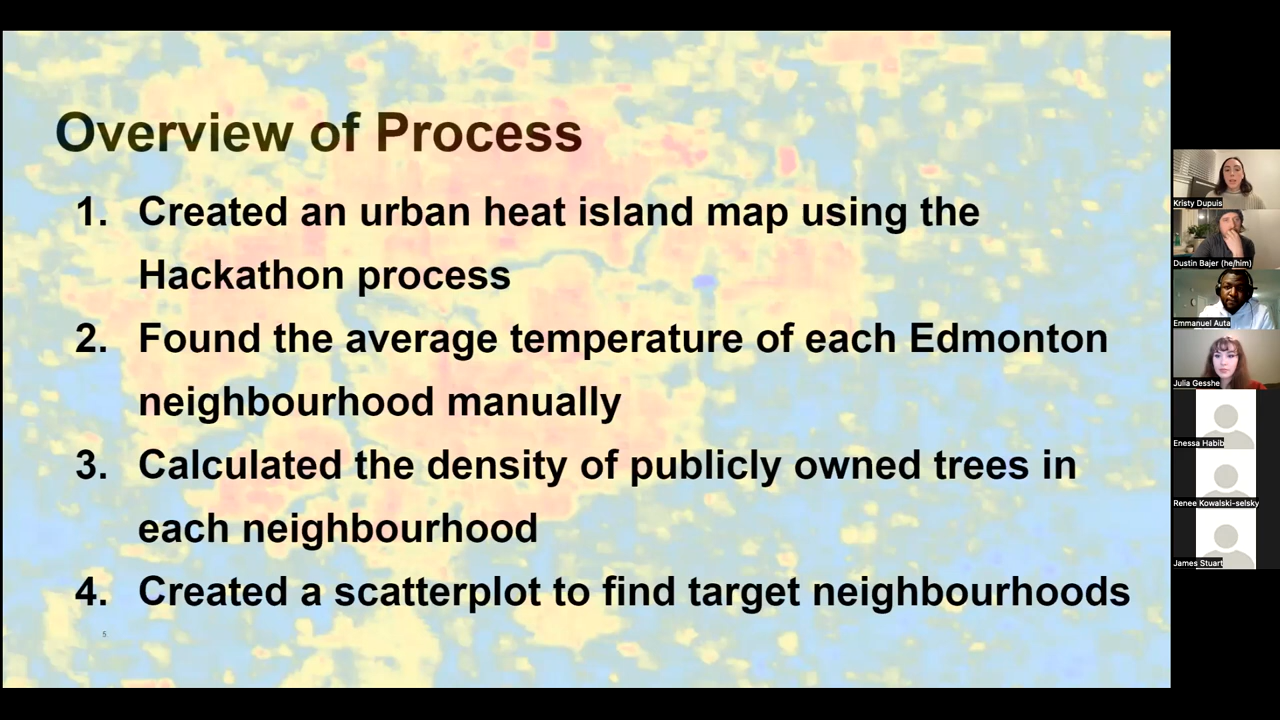 Overview of Process
1. Created an urban heat island map using the
Hackathon process
2. Found the average temperature of each Edmonton
neighbourhood manually
3. Calculated the density of publicly owned trees in
each neighbourhood
4. Created a scatterplot to find target neighbourhoods
5
Kristy Dupuis
Dustin Bajer (he/him)
Emmanuel Auta
Julia Gesshe
Enessa Habib
Renee Kowalski-selsky
James Stuart